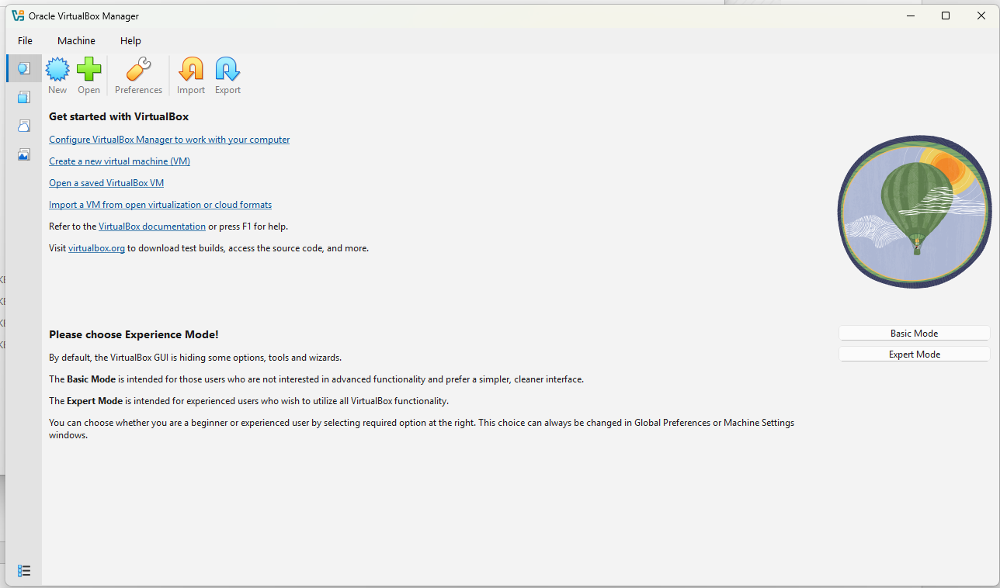 Oracle VirtualBox Manager
File Machine Help
New Open Preferences Import Export
Get started with VirtualBox
Configure VirtualBox Manager to work with your computer
Create a new virtual machine (VM)
Open a saved VirtualBox VM
Import a VM from open virtualization or cloud formats
Refer to the VirtualBox documentation or press F1 for help.
Visit virtualbox.org to download test builds, access the source code, and more.
Please choose Experience Mode!
By default, the VirtualBox GUI is hiding some options, tools and wizards.
The Basic Mode is intended for those users who are not interested in advanced functionality and prefer a simpler, cleaner interface.
The Expert Mode is intended for experienced users who wish to utilize all VirtualBox functionality.
You can choose whether you are a beginner or experienced user by selecting required option at the right. This choice can always be changed in Global Preferences or Machine Settings
windows.
Basic Mode
Expert Mode